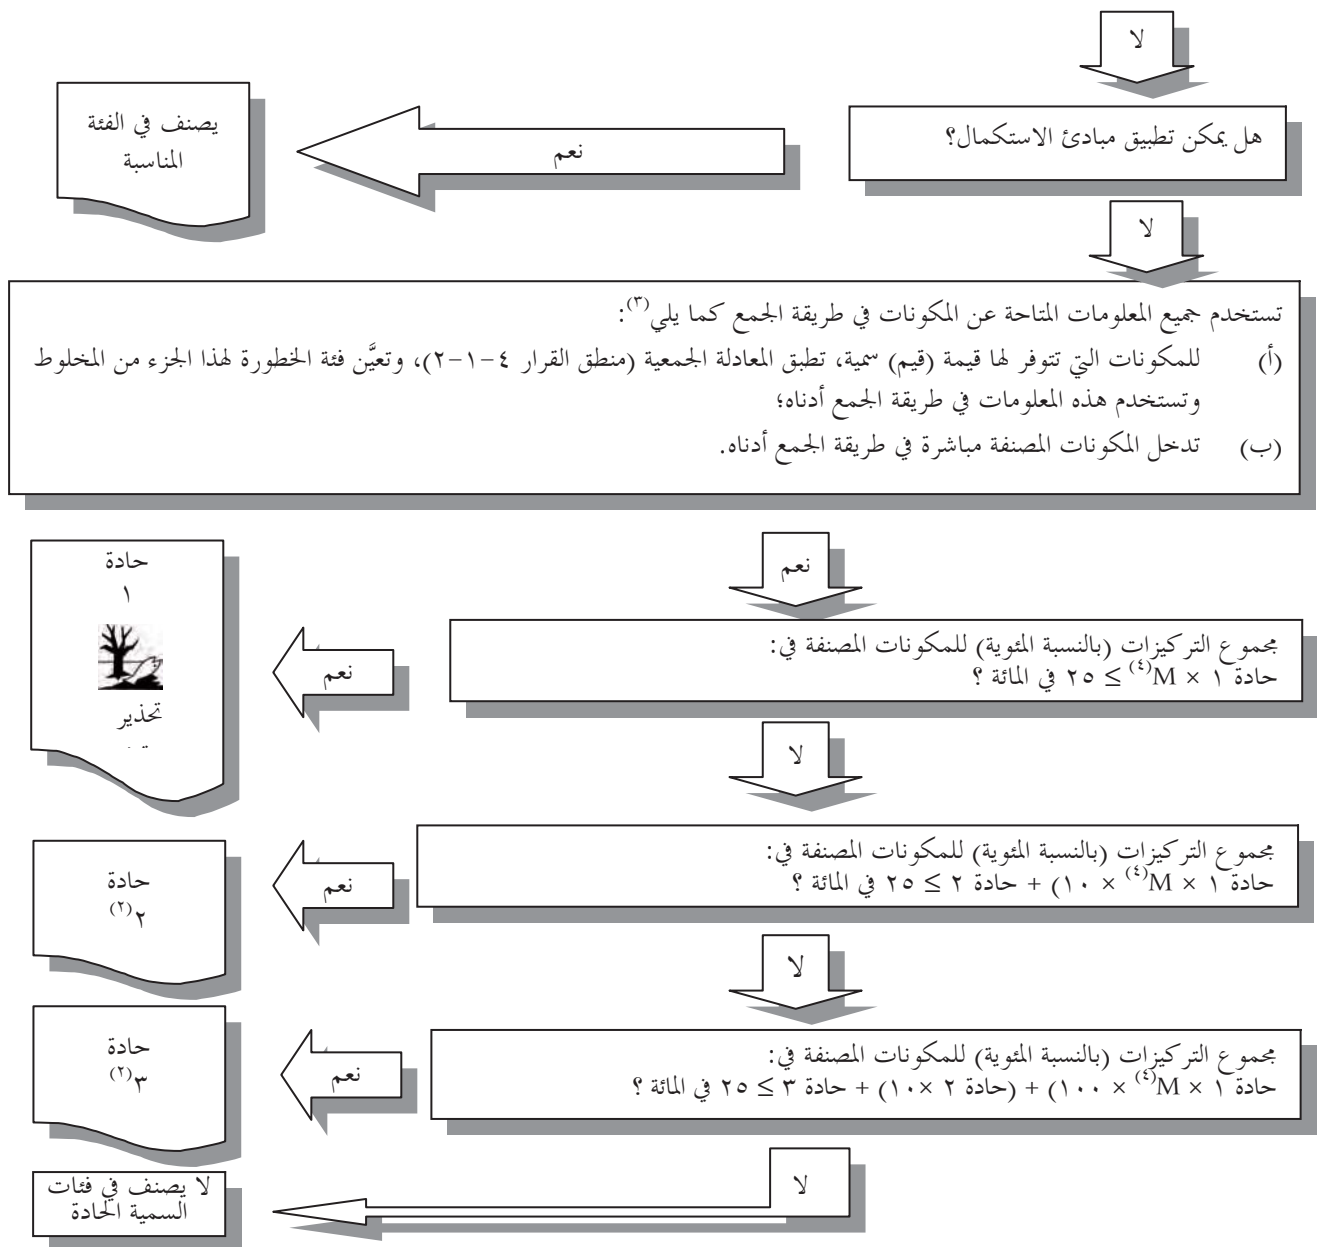 لا
هل يمكن تطبيق مبادئ الاستكمال؟
نعم
يصنف في الفئة
المناسبة
لا
تستخدم جميع المعلومات المتاحة عن المكونات في طريقة الجمع كما يلي(٣):
(أ) للمكونات التي تتوفر لها قيمة (قيم) سمية، تطبق المعادلة الجمعية (منطق القرار ٤-١-٢)، وتعيَّن فئة الخطورة لهذا الجزء من المخلوط
وتستخدم هذه المعلومات في طريقة الجمع أدناه؛
(ب) تدخل المكونات المصنفة مباشرة في طريقة الجمع أدناه.
نعم
مجموع التركيزات (بالنسبة المئوية) للمكونات المصنفة في:
حادة ١ × M(٤) ≤ ٢٥ في المائة ؟
نعم
حادة
١
تحذير
لا
مجموع التركيزات (بالنسبة المئوية) للمكونات المصنفة في:
حادة ١ × M(٤) × ١٠) + حادة ٢ ≤ ٢٥ في المائة ؟
نعم
حادة
٢(٢)
لا
مجموع التركيزات (بالنسبة المئوية) للمكونات المصنفة في:
حادة ١ × M(٤) × ١٠٠) + (حادة ٢ ×١٠) + حادة ٣ ≤ ٢٥ في المائة ؟
نعم
حادة
٣(٢)
لا
لا يصنف في فئات
السمية الحادة